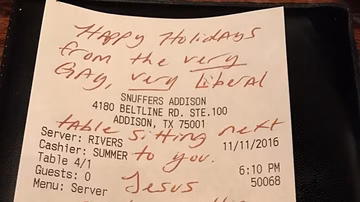 Happy Holidays
from the very
Gay, very Liberal
SNUFFERS ADDISON
4180 BELTLINE RD. STE.100
ADDISON, TX 75001
table sitting next
Server: RIVERS 11/11/2016
Cashier: SUMMER to you.
Table 4/1 6:10 PM
Guests: 0 50068
Menu: Server Jesus